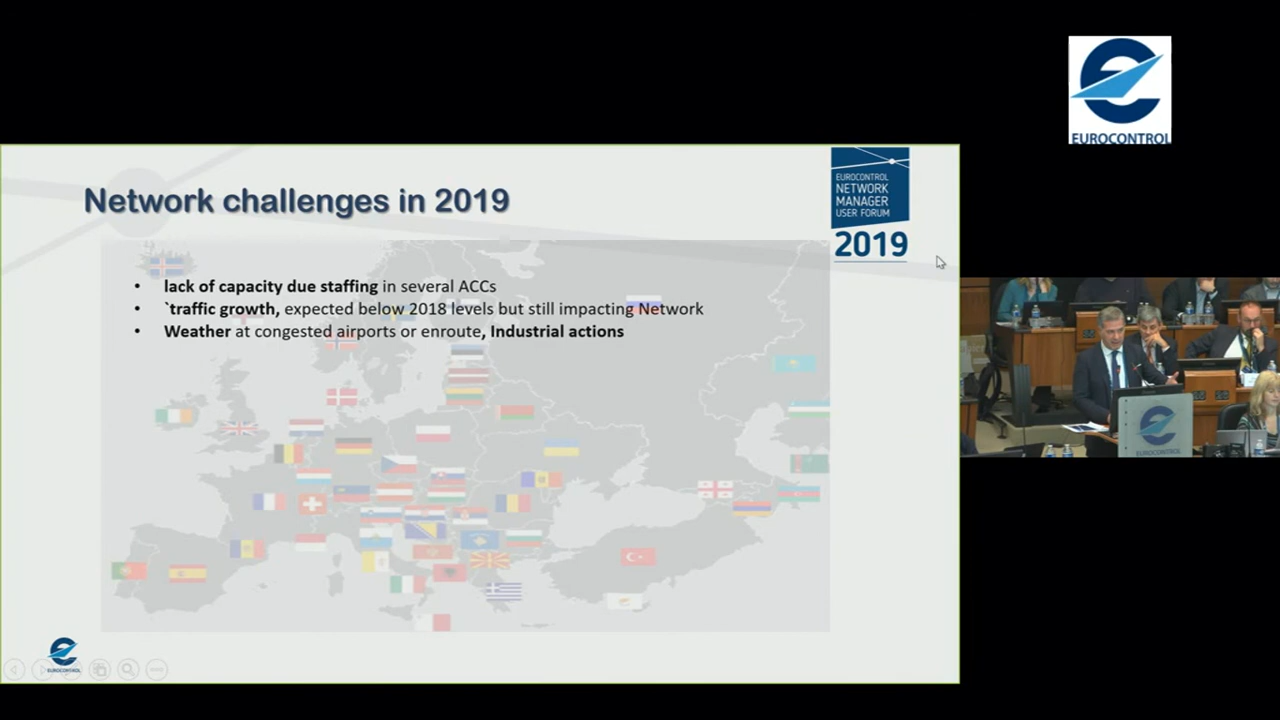 EUROCONTROL
Network challenges in 2019
EUROCONTROL
NETWORK
MANAGER
USER FORUM
2019
• lack of capacity due staffing in several ACCs
• `traffic growth, expected below 2018 levels but still impacting Network
• Weather at congested airports or enroute, Industrial actions
EUROCONTROL
EUROCONTROL